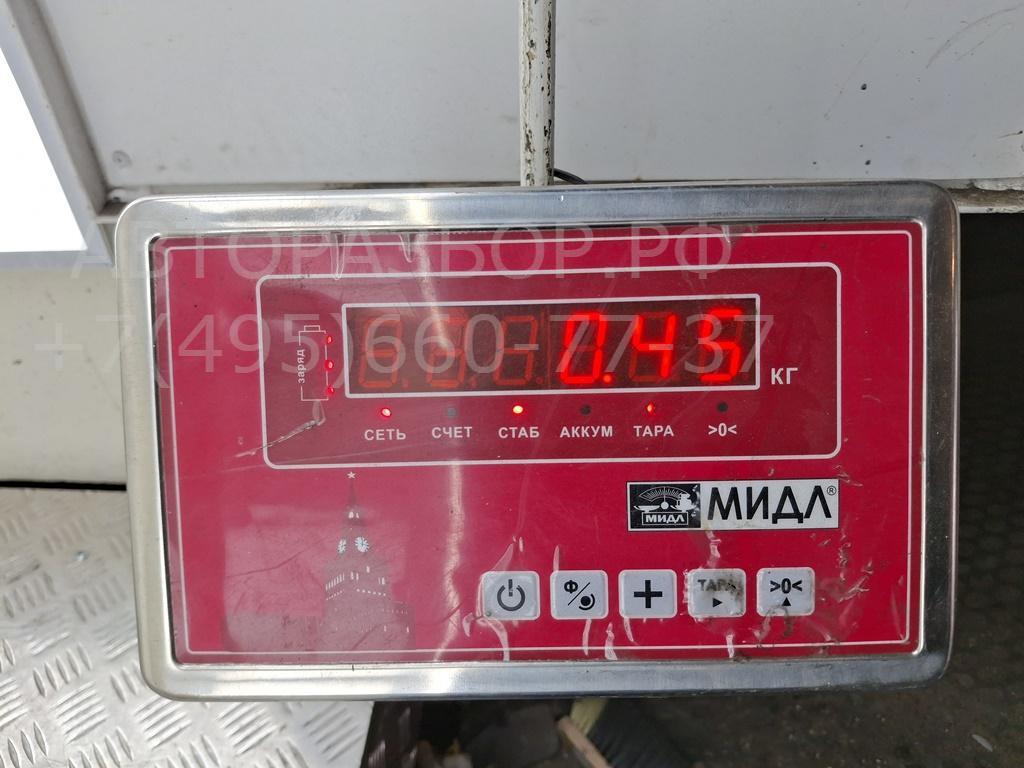 АВТОРАЗБОР.РФ
+7(495)660-77-37
заряд
0.45
КГ
СЕТЬ СЧЕТ СТАБ АККУМ ТАРА >0<
МИДЛ МИДЛ®
Ф/ + ТАРА >0<